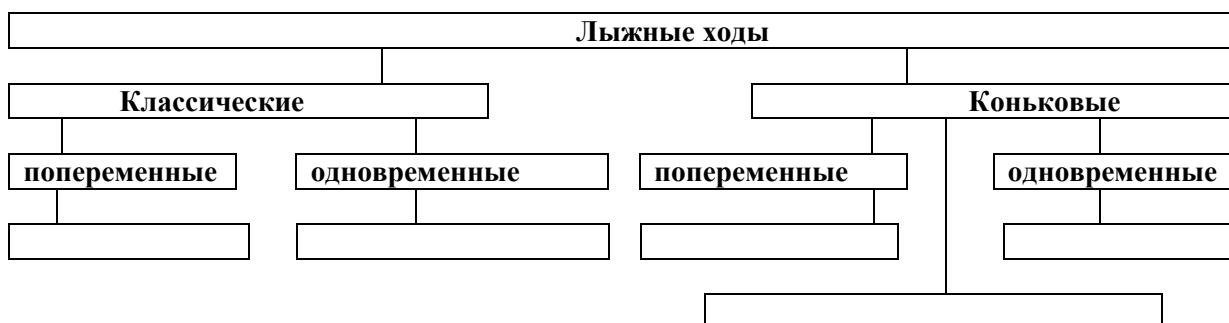 Лыжные ходы
Классические Коньковые
попеременные одновременные попеременные одновременные